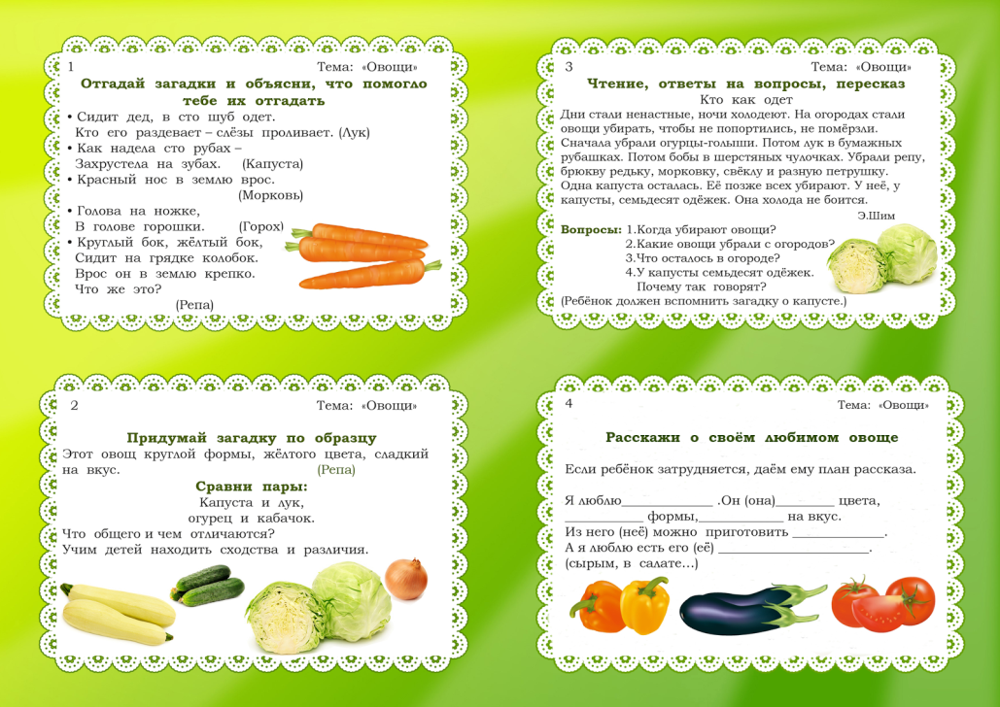 1 Тема: «Овощи»
Отгадай загадки и объясни, что помогло
тебе их отгадать
• Сидит дед, в сто шуб одет.
Кто его раздевает – слёзы проливает. (Лук)
• Как надела сто рубах –
Захрустела на зубах. (Капуста)
• Красный нос в землю врос.
(Морковь)
• Голова на ножке,
В голове горошки. (Горох)
• Круглый бок, жёлтый бок,
Сидит на грядке колобок.
Врос он в землю крепко.
Что же это?
(Репа)
2 Тема: «Овощи»
Придумай загадку по образцу
Этот овощ круглой формы, жёлтого цвета, сладкий
на вкус. (Репа)
Сравни пары:
Капуста и лук,
огурец и кабачок.
Что общего и чем отличаются?
Учим детей находить сходства и различия.
3 Тема: «Овощи»
Чтение, ответы на вопросы, пересказ
Кто как одет
Дни стали ненастные, ночи холодеют. На огородах стали
овощи убирать, чтобы не попортились, не помёрзли.
Сначала убрали огурцы-голыши. Потом лук в бумажных
рубашках. Потом бобы в шерстяных чулочках. Убрали репу,
брюкву редьку, морковку, свёклу и разную петрушку.
Одна капуста осталась. Её позже всех убирают. У неё, у
капусты, семьдесят одёжек. Она холода не боится.
Э.Шим
Вопросы: 1.Когда убирают овощи?
2.Какие овощи убрали с огородов?
3.Что осталось в огороде?
4.У капусты семьдесят одёжек.
Почему так говорят?
(Ребёнок должен вспомнить загадку о капусте.)
4 Тема: «Овощи»
Расскажи о своём любимом овоще
Если ребёнок затрудняется, даём ему план рассказа.
Я люблю______________ .Он (она)_________ цвета,
____________ формы,_____________ на вкус.
Из него (неё) можно приготовить ______________.
А я люблю есть его (её) _______________________.
(сырым, в салате...)